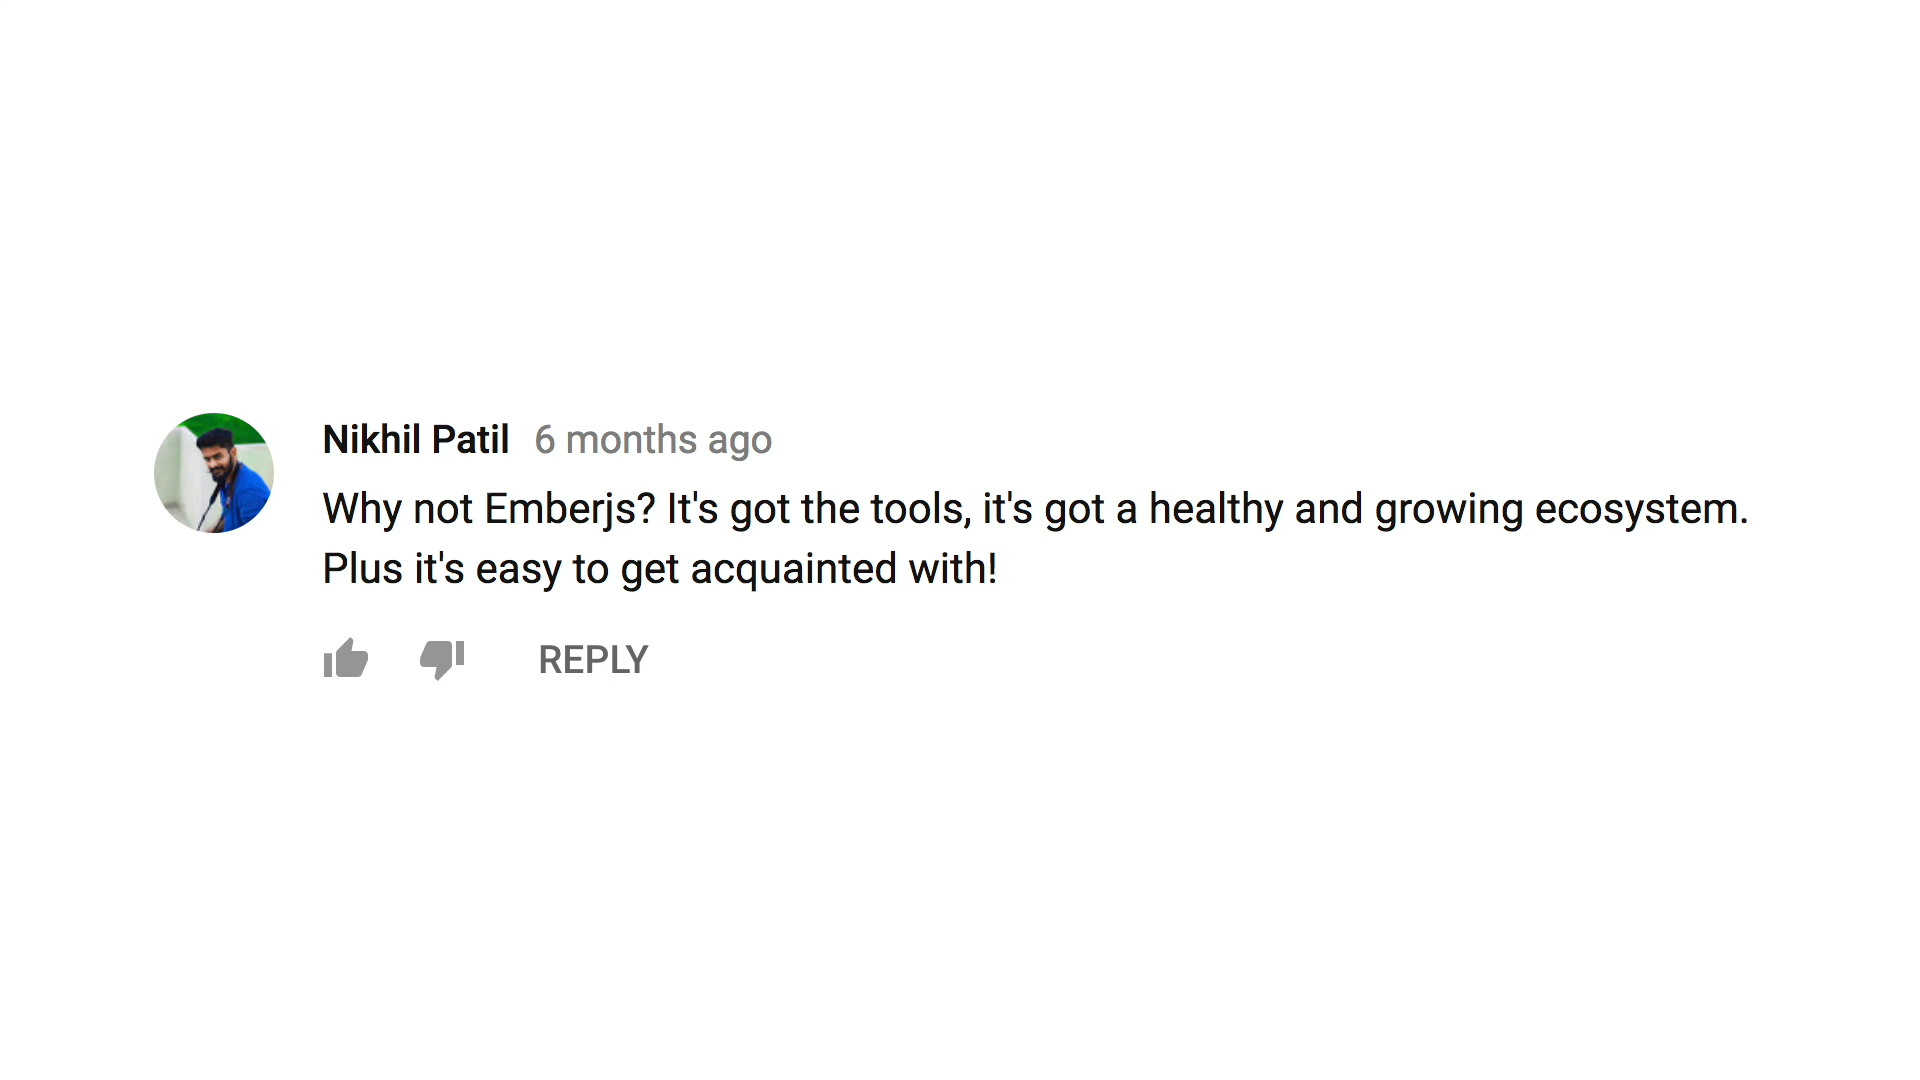 Nikhil Patil 6 months ago
Why not Emberjs? It's got the tools, it's got a healthy and growing ecosystem.
Plus it's easy to get acquainted with!
REPLY